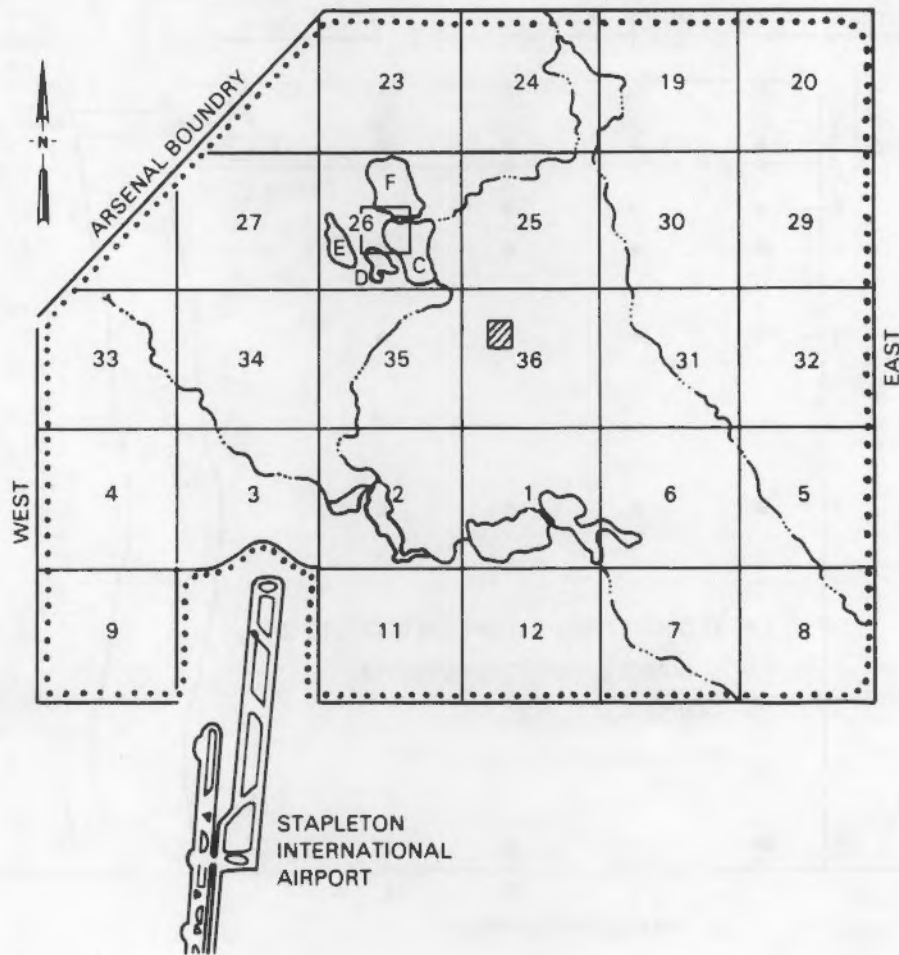 23 24 19 20
N
ARSENAL BOUNDRY
F
27 26 25 30 29
E
D C
33 34 35 36 31 32
EAST
WEST
4 3 2 1 6 5
9 11 12 7 8
STAPLETON
INTERNATIONAL
AIRPORT